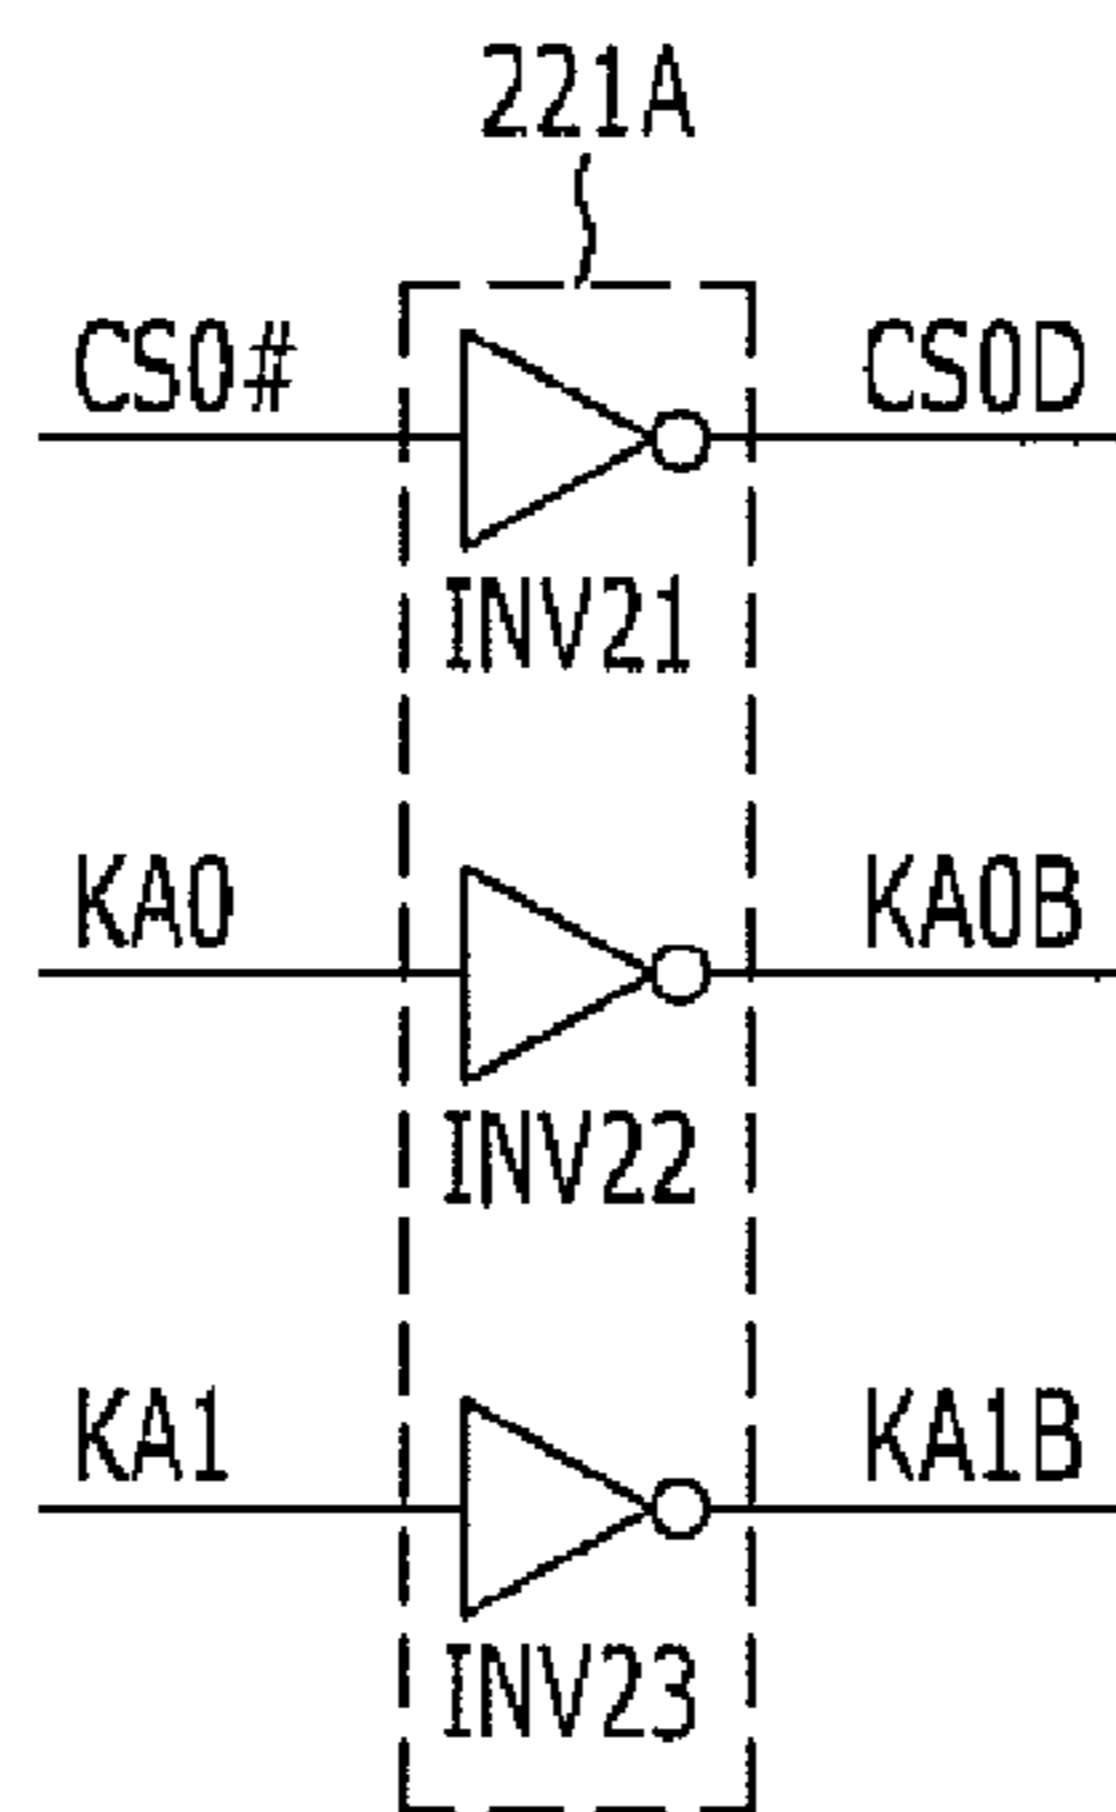 221A
CS0# CS0D
INV21
KA0 KA0B
INV22
KA1 KA1B
INV23